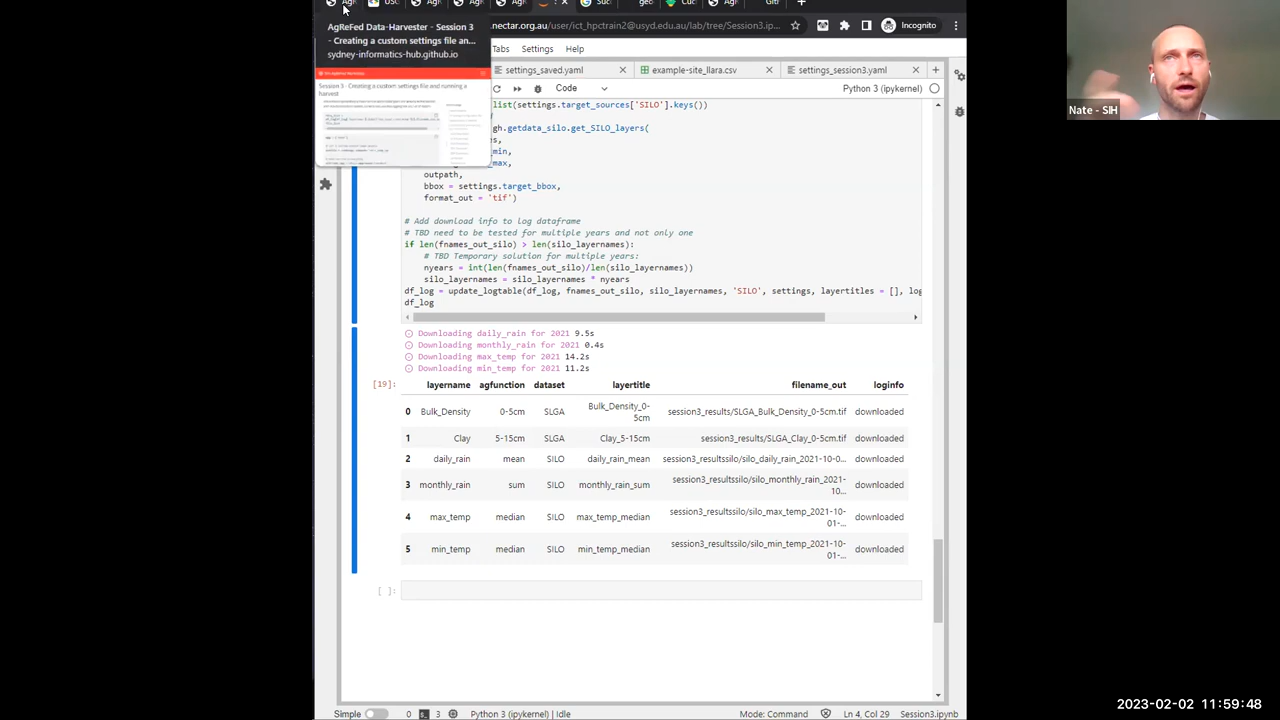 AgReFed Data-Harvester - Session 3
- Creating a custom settings file an...
sydney-informatics-hub.github.io
Session 3 - Creating a custom settings file and running a
harvest
nectar.org.au/user/ict_hpctrain2@usyd.edu.au/lab/tree/Session3.ipyn
Incognito
Tabs Settings Help
settings_saved.yaml
example-site_llara.csv
settings_session3.yaml
Code
Python 3 (ipykernel)
list(settings.target_sources['SILO'].keys())
gh.getdata_silo.get_SILO_layers(
outpath,
bbox = settings.target_bbox,
format_out = 'tif')
# Add download info to log dataframe
# TBD need to be tested for multiple years and not only one
if len(fnames_out_silo) > len(silo_layernames):
# TBD Temporary solution for multiple years:
nyears = int(len(fnames_out_silo)/len(silo_layernames))
silo_layernames = silo_layernames * nyears
df_log = update_logtable(df_log, fnames_out_silo, silo_layernames, 'SILO', settings, layertitles = [], log
df_log
Downloading daily_rain for 2021 9.5s
Downloading monthly_rain for 2021 0.4s
Downloading max_temp for 2021 14.2s
Downloading min_temp for 2021 11.2s
[19]:
layername agfunction dataset layertitle filename_out loginfo
0 Bulk_Density 0-5cm SLGA Bulk_Density_0-5cm session3_results/SLGA_Bulk_Density_0-5cm.tif downloaded
1 Clay 5-15cm SLGA Clay_5-15cm session3_results/SLGA_Clay_0-5cm.tif downloaded
2 daily_rain mean SILO daily_rain_mean session3_resultssilo/silo_daily_rain_2021-10-0... downloaded
3 monthly_rain sum SILO monthly_rain_sum session3_resultssilo/silo_monthly_rain_2021-10... downloaded
4 max_temp median SILO max_temp_median session3_resultssilo/silo_max_temp_2021-10-01-... downloaded
5 min_temp median SILO min_temp_median session3_resultssilo/silo_min_temp_2021-10-01-... downloaded
[ ]:
Simple 0 3 Python 3 (ipykernel) | Idle
Mode: Command Ln 4, Col 29 Session3.ipynb
Nate - SIH
2023-02-02 11:59:48